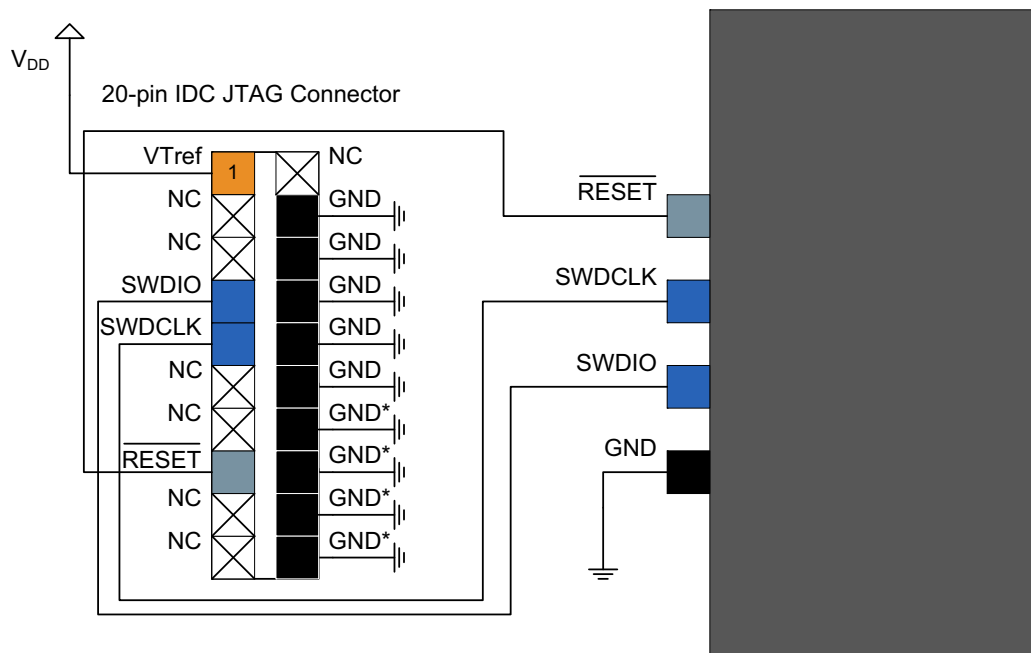 VDD
20-pin IDC JTAG Connector
VTref
1
NC
NC
GND
NC
GND
SWDIO
GND
SWDCLK
GND
NC
GND
NC
GND*
RESET
GND*
NC
GND*
NC
GND*
RESET
SWDCLK
SWDIO
GND